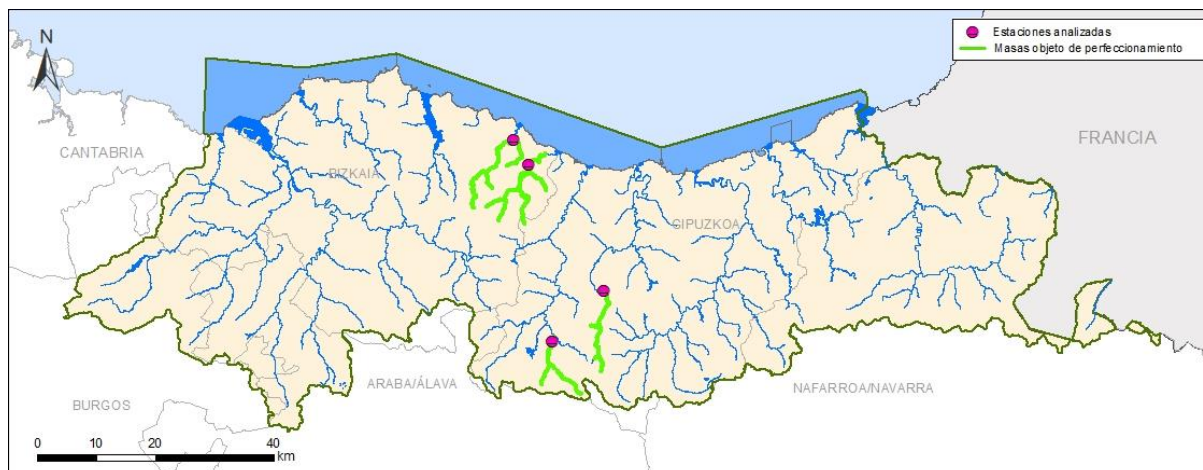 N
Estaciones analizadas
Masas objeto de perfeccionamiento
FRANCIA
CANTABRIA
BIZKAIA
GIPUZKOA
ARABA/ÁLAVA
NAFARROA/NAVARRA
BURGOS
0 10 20 40
km